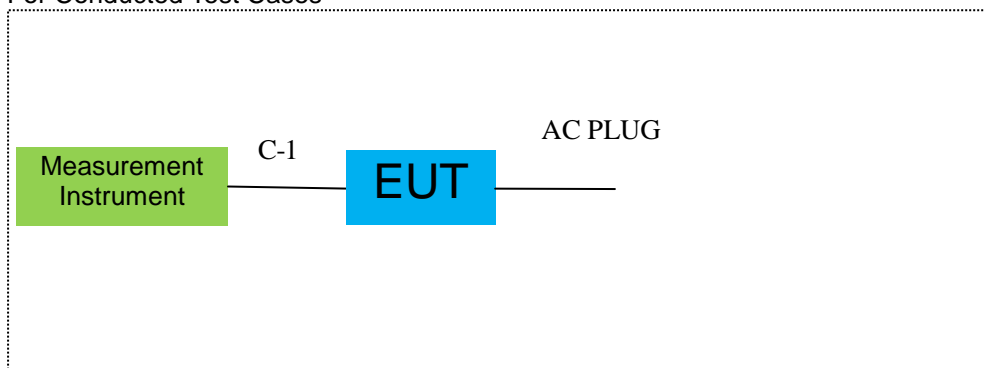 For Conducted Test Cases
AC PLUG
C-1
Measurement
Instrument
EUT